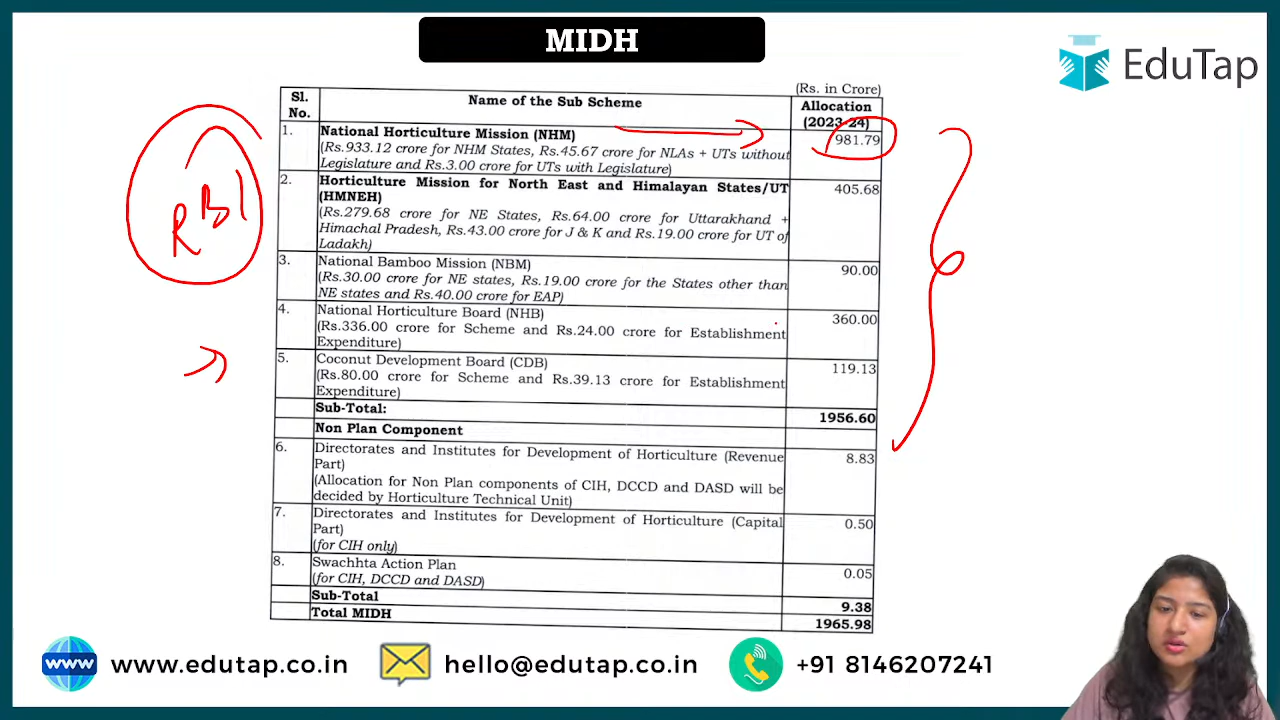 MIDH
EduTap
(Rs. in Crore)
Sl. No. Name of the Sub Scheme Allocation (2023-24)
1. National Horticulture Mission (NHM) 981.79
(Rs.933.12 crore for NHM States, Rs.45.67 crore for NLAs + UTs without
Legislature and Rs.3.00 crore for UTs with Legislature)
2. Horticulture Mission for North East and Himalayan States/UT 405.68
(HMNEH)
(Rs.279.68 crore for NE States, Rs.64.00 crore for Uttarakhand +
Himachal Pradesh, Rs.43.00 crore for J & K and Rs.19.00 crore for UT of
Ladakh)
3. National Bamboo Mission (NBM) 90.00
(Rs.30.00 crore for NE states, Rs.19.00 crore for the States other than
NE states and Rs.40.00 crore for EAP)
4. National Horticulture Board (NHB) 360.00
(Rs.336.00 crore for Scheme and Rs.24.00 crore for Establishment
Expenditure)
5. Coconut Development Board (CDB) 119.13
(Rs.80.00 crore for Scheme and Rs.39.13 crore for Establishment
Expenditure)
Sub-Total: 1956.60
Non Plan Component
6. Directorates and Institutes for Development of Horticulture (Revenue 8.83
Part)
(Allocation for Non Plan components of CIH, DCCD and DASD will be
decided by Horticulture Technical Unit)
7. Directorates and Institutes for Development of Horticulture (Capital 0.50
Part)
(for CIH only)
8. Swachhta Action Plan 0.05
(for CIH, DCCD and DASD)
Sub-Total 9.38
Total MIDH 1965.98
RBI
www www.edutap.co.in hello@edutap.co.in +91 8146207241